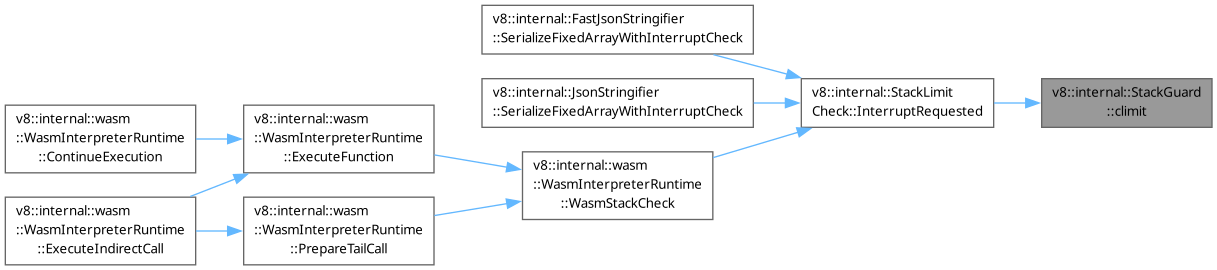 v8::internal::FastJsonStringifier
::SerializeFixedArrayWithInterruptCheck
v8::internal::JsonStringifier
::SerializeFixedArrayWithInterruptCheck
v8::internal::StackLimit
Check::InterruptRequested
v8::internal::StackGuard
::climit
v8::internal::wasm
::WasmInterpreterRuntime
::ContinueExecution
v8::internal::wasm
::WasmInterpreterRuntime
::ExecuteFunction
v8::internal::wasm
::WasmInterpreterRuntime
::WasmStackCheck
v8::internal::wasm
::WasmInterpreterRuntime
::ExecuteIndirectCall
v8::internal::wasm
::WasmInterpreterRuntime
::PrepareTailCall